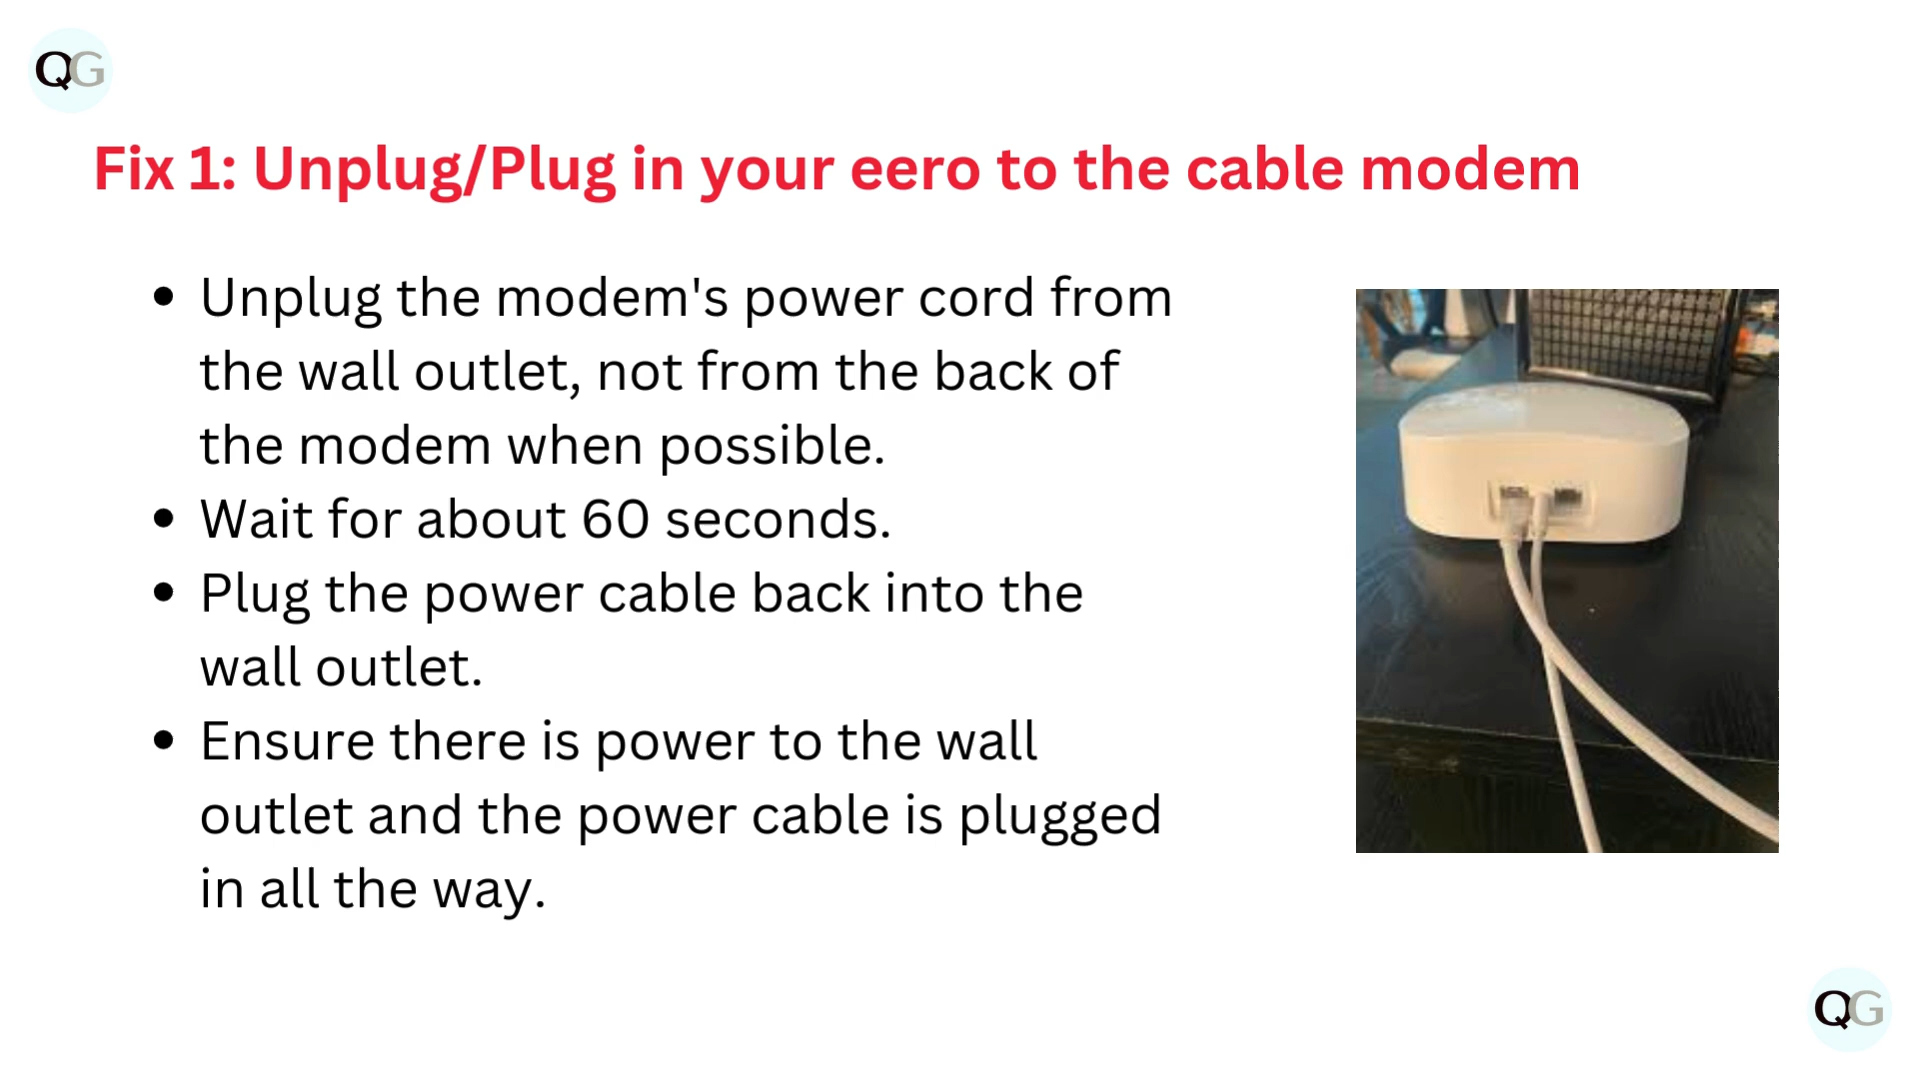 QG
Fix 1: Unplug/Plug in your eero to the cable modem
• Unplug the modem's power cord from
the wall outlet, not from the back of
the modem when possible.
• Wait for about 60 seconds.
• Plug the power cable back into the
wall outlet.
• Ensure there is power to the wall
outlet and the power cable is plugged
in all the way.
QG